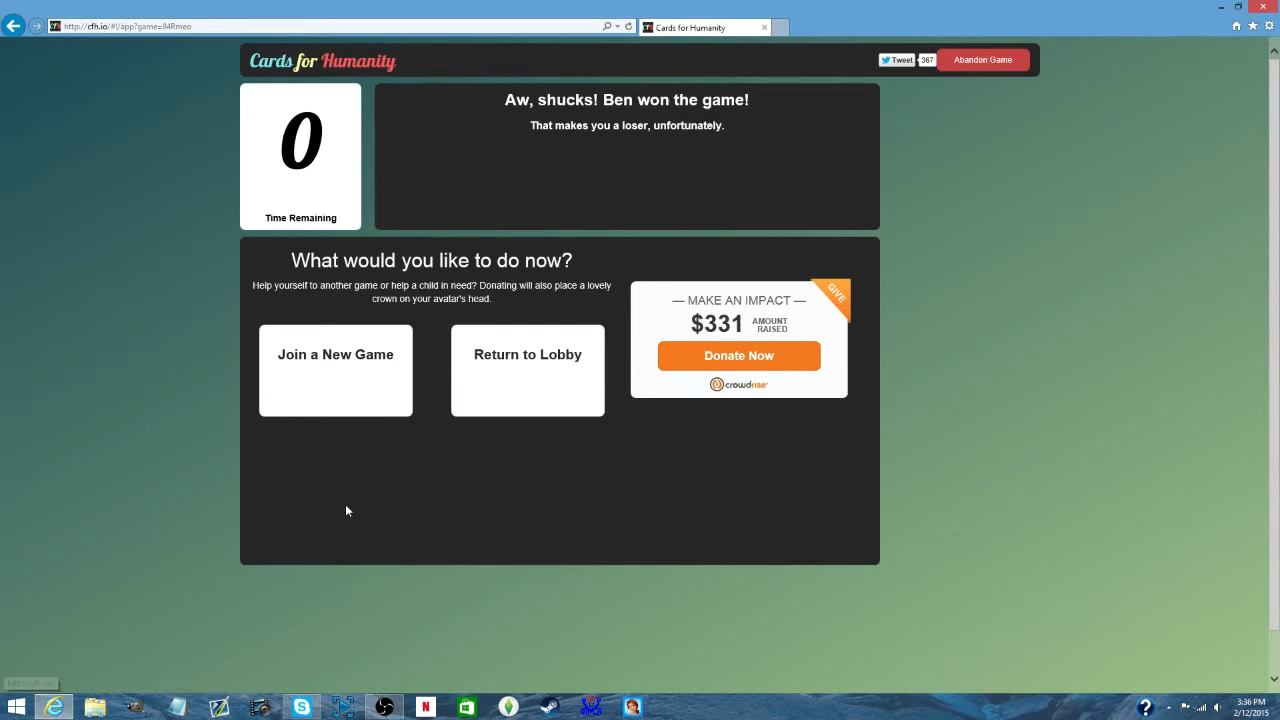 http://cfh.io/#!/app?game=84Rmeo
Cards for Humanity
Cards for Humanity
Tweet
367
Abandon Game
0
Time Remaining
Aw, shucks! Ben won the game!
That makes you a loser, unfortunately.
What would you like to do now?
Help yourself to another game or help a child in need? Donating will also place a lovely
crown on your avatar's head.
Join a New Game
Return to Lobby
GIVE
— MAKE AN IMPACT —
$331
AMOUNT
RAISED
Donate Now
crowdrise
http://cfh.io/
3:36 PM
2/12/2015